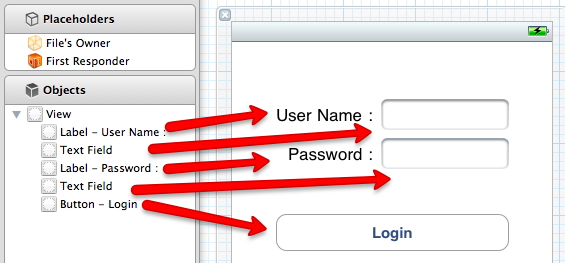 Placeholders
File's Owner
First Responder
Objects
View
Label – User Name :
Text Field
Label – Password :
Text Field
Button – Login
User Name :
Password :
Login